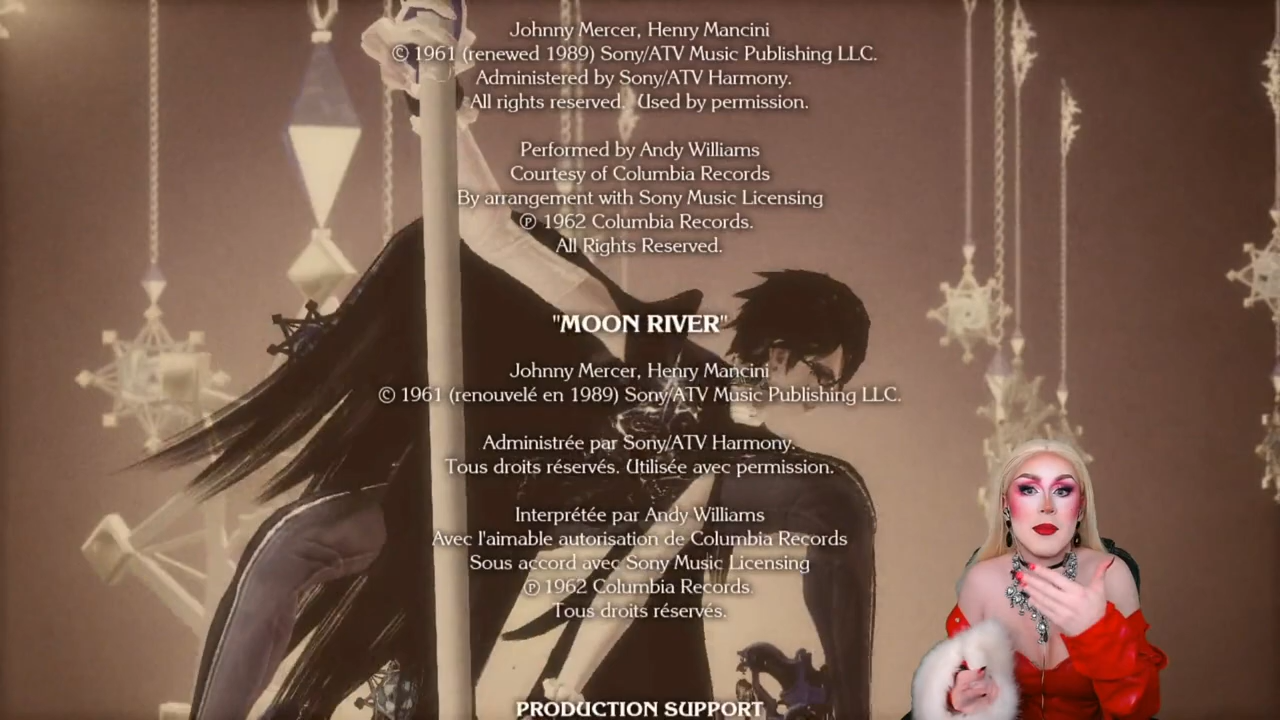 Johnny Mercer, Henry Mancini
© 1961 (renewed 1989) Sony/ATV Music Publishing LLC.
Administered by Sony/ATV Harmony.
All rights reserved. Used by permission.
Performed by Andy Williams
Courtesy of Columbia Records
By arrangement with Sony Music Licensing
℗ 1962 Columbia Records.
All Rights Reserved.
"MOON RIVER"
Johnny Mercer, Henry Mancini
© 1961 (renouvelé en 1989) Sony/ATV Music Publishing LLC.
Administrée par Sony/ATV Harmony.
Tous droits réservés. Utilisée avec permission.
Interprétée par Andy Williams
Avec l'aimable autorisation de Columbia Records
Sous accord avec Sony Music Licensing
℗ 1962 Columbia Records.
Tous droits réservés.
PRODUCTION SUPPORT